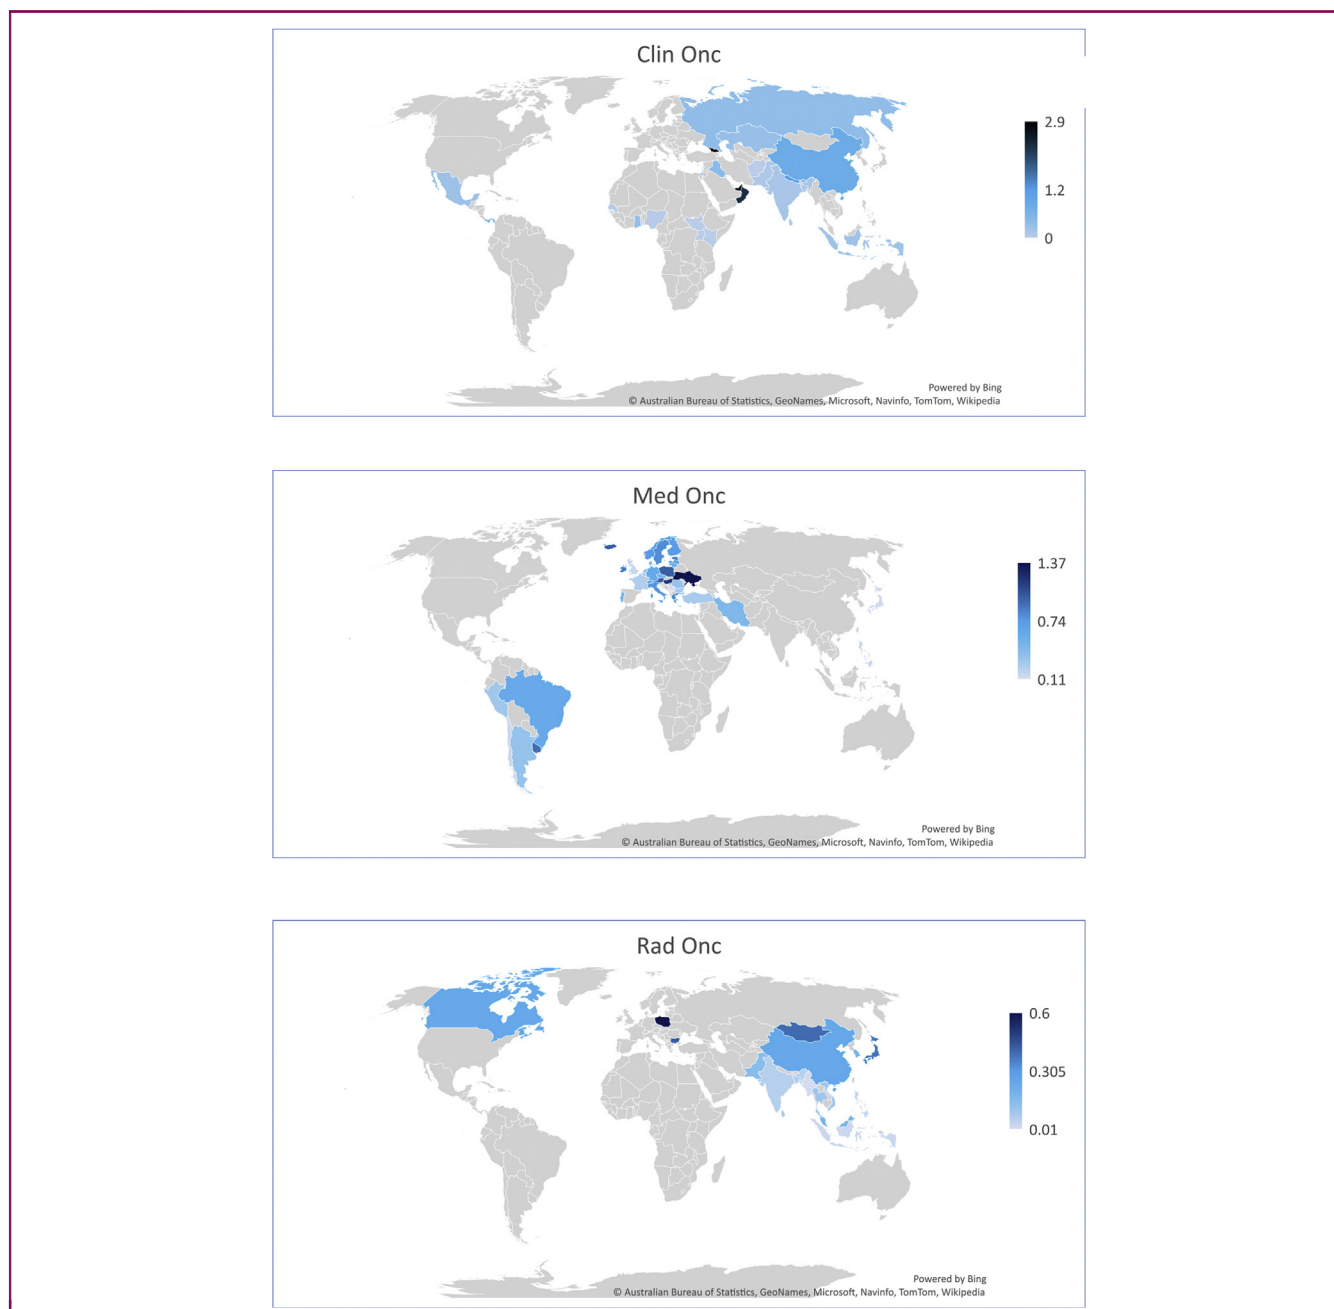 Clin Onc
2.9
1.2
0
Powered by Bing
© Australian Bureau of Statistics, GeoNames, Microsoft, Navinfo, TomTom, Wikipedia
Med Onc
1.37
0.74
0.11
Powered by Bing
© Australian Bureau of Statistics, GeoNames, Microsoft, Navinfo, TomTom, Wikipedia
Rad Onc
0.6
0.305
0.01
Powered by Bing
© Australian Bureau of Statistics, GeoNames, Microsoft, Navinfo, TomTom, Wikipedia